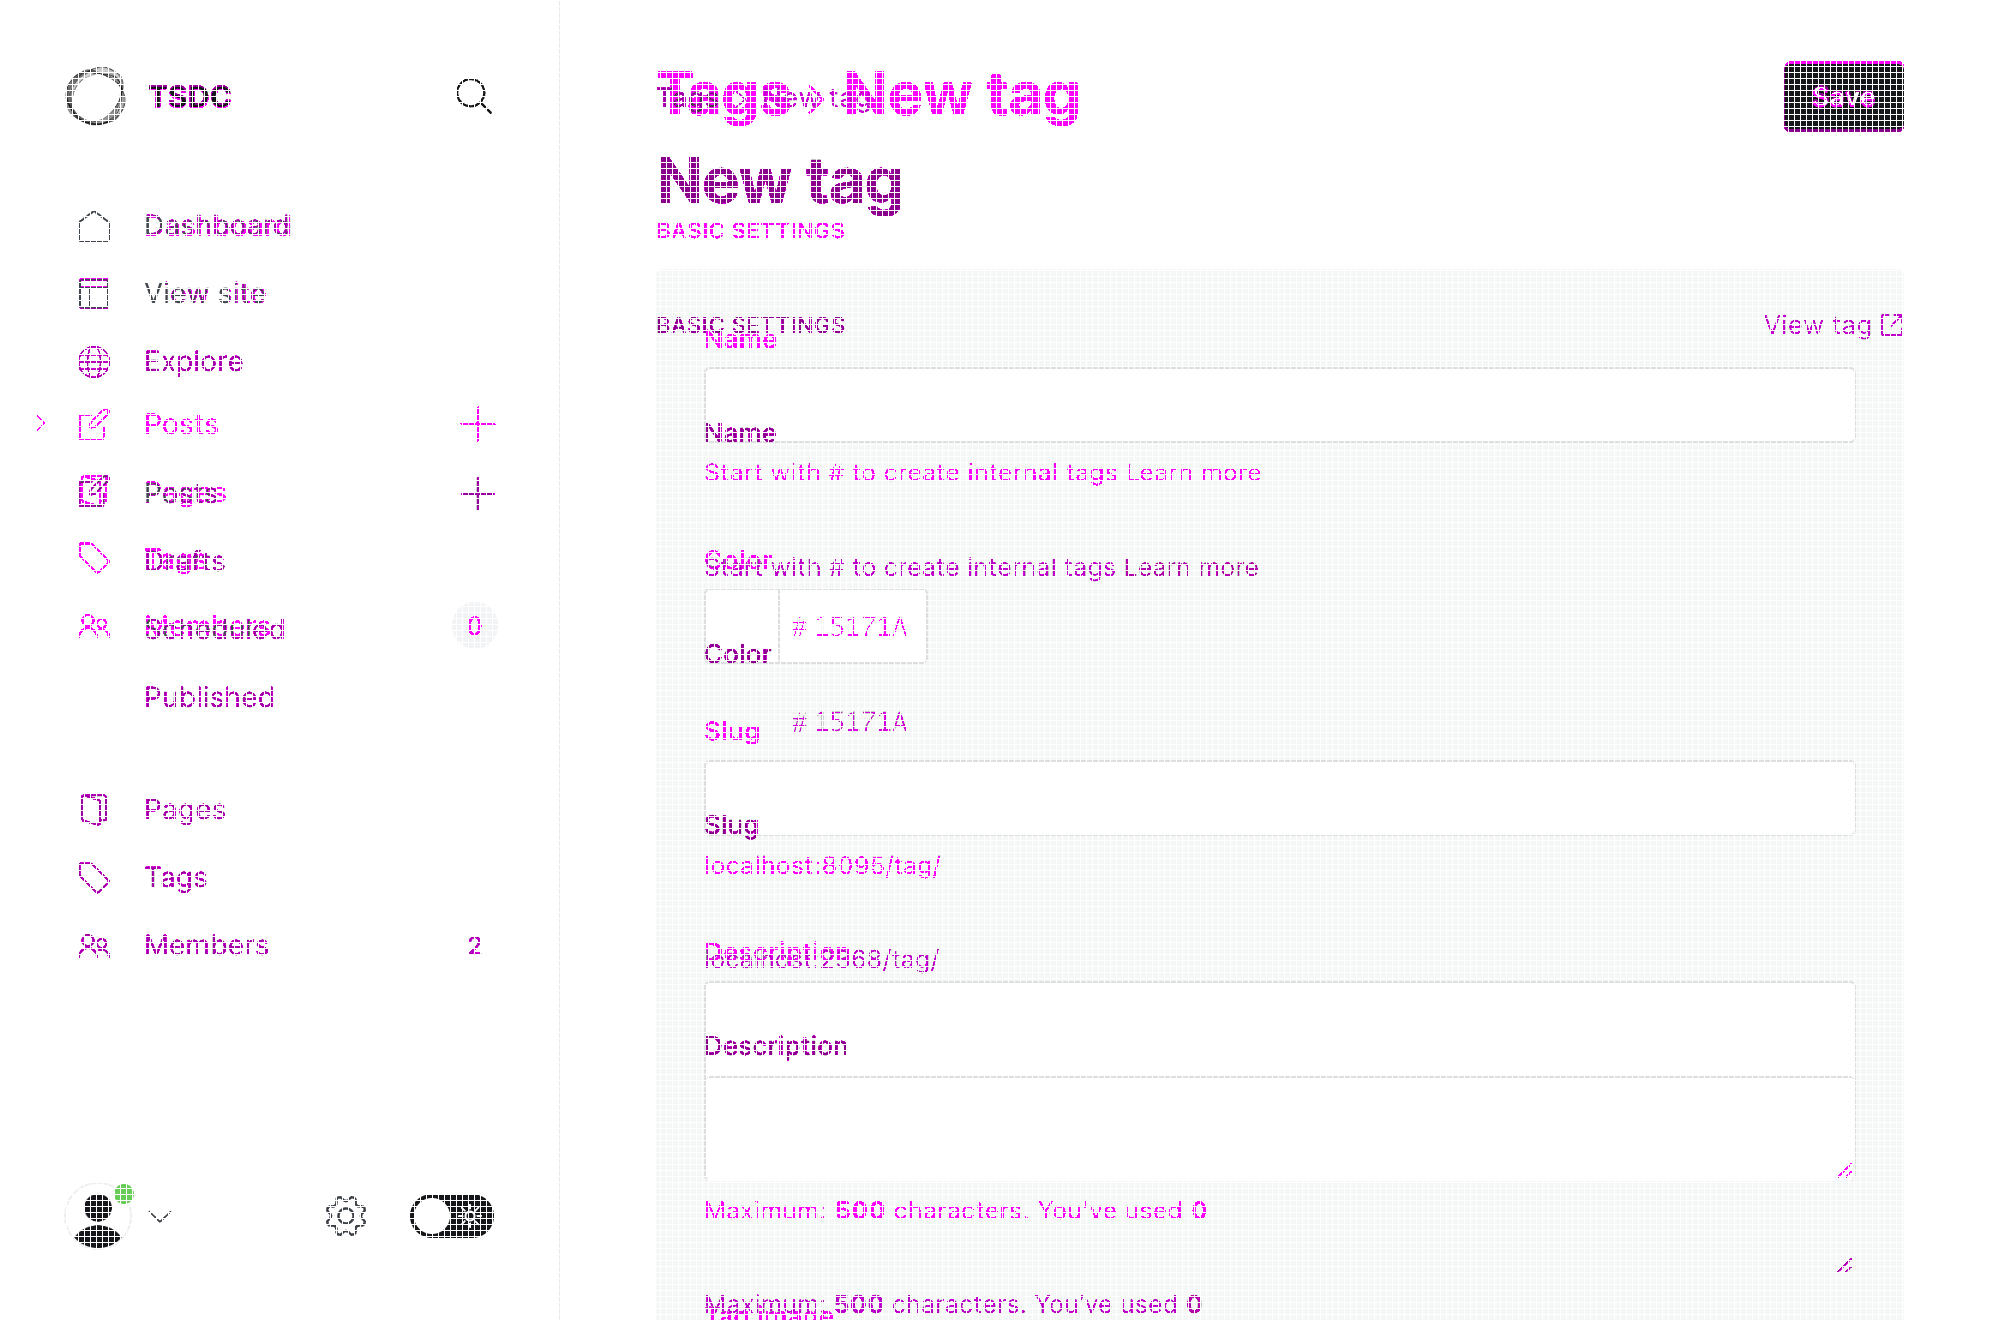 TSDC
Dashboard
View site
Explore
Posts
Pages
0
Published
Pages
Tags
Members 2
Tags New tag
Save
New tag
BASIC SETTINGS
BASIC SETTINGS
View tag
Name
Name
Start with # to create internal tags Learn more
Color
Start with # to create internal tags Learn more
# 15171A
Color
# 15171A
Slug
Slug
localhost:8095/tag/
Description
localhost:2368/tag/
Description
Maximum: 500 characters. You've used 0
Maximum: 500 characters. You've used 0